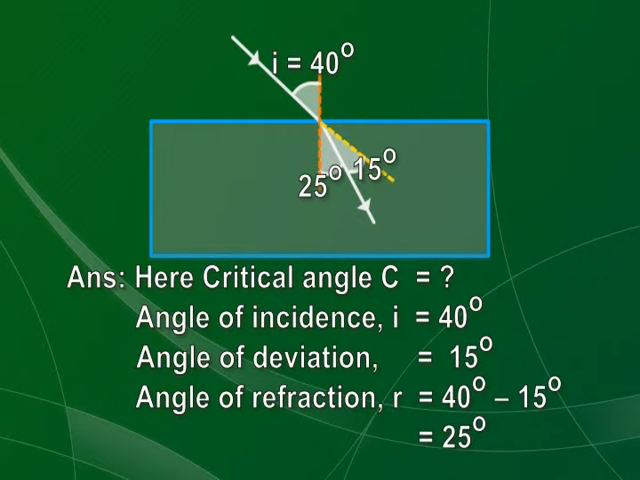 i = 40°
25° 15°
Ans: Here Critical angle C = ?
Angle of incidence, i = 40°
Angle of deviation, = 15°
Angle of refraction, r = 40° – 15°
= 25°